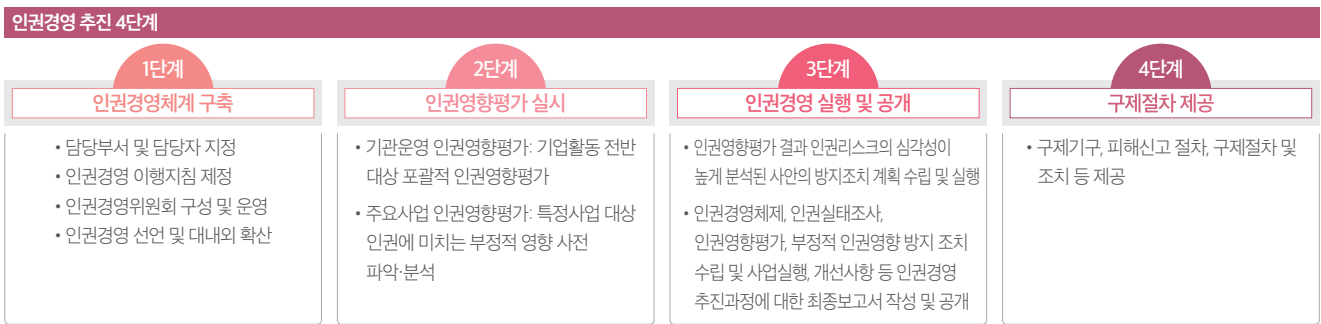 인권경영 추진 4단계
1단계
인권경영체계 구축
• 담당부서 및 담당자 지정
• 인권경영 이행지침 제정
• 인권경영위원회 구성 및 운영
• 인권경영 선언 및 대내외 확산
2단계
인권영향평가 실시
• 기관운영 인권영향평가: 기업활동 전반
대상 포괄적 인권영향평가
• 주요사업 인권영향평가: 특정사업 대상
인권에 미치는 부정적 영향 사전
파악·분석
3단계
인권경영 실행 및 공개
• 인권영향평가 결과 인권리스크의 심각성이
높게 분석된 사안의 방지조치 계획 수립 및 실행
• 인권경영체제, 인권실태조사,
인권영향평가, 부정적 인권영향 방지 조치
수립 및 사업실행, 개선사항 등 인권경영
추진과정에 대한 최종보고서 작성 및 공개
4단계
구제절차 제공
• 구제기구, 피해신고 절차, 구제절차 및
조치 등 제공